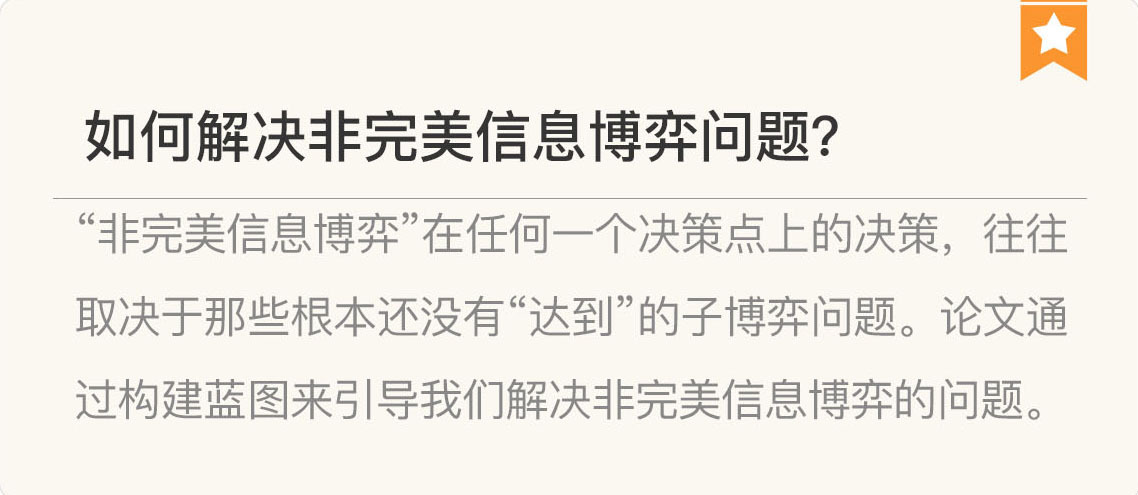 如何解决非完美信息博弈问题?
“非完美信息博弈”在任何一个决策点上的决策，往往
取决于那些根本还没有“达到”的子博弈问题。论文通
过构建蓝图来引导我们解决非完美信息博弈的问题。